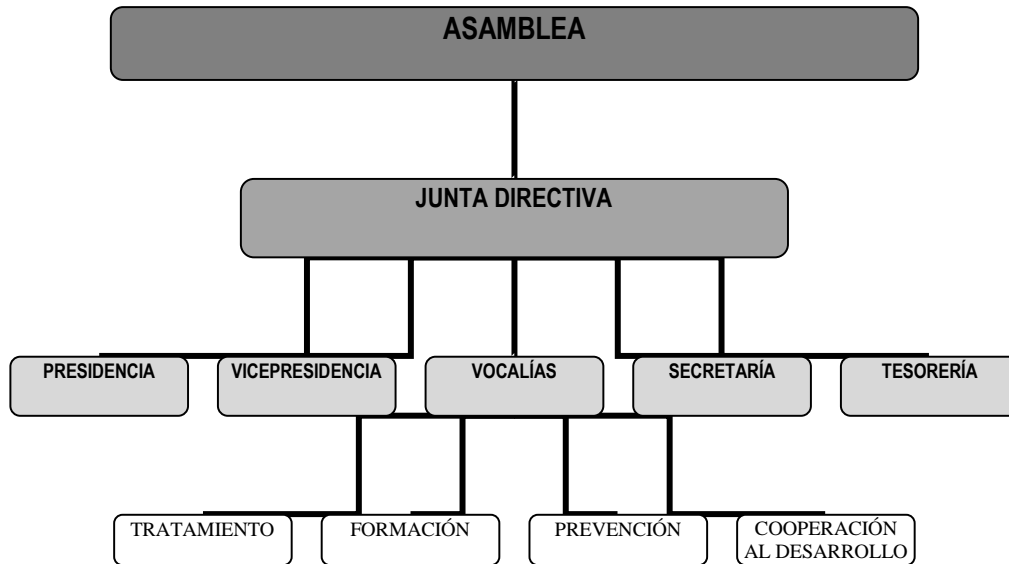 ASAMBLEA
JUNTA DIRECTIVA
PRESIDENCIA
VICEPRESIDENCIA
VOCALÍAS
SECRETARÍA
TESORERÍA
TRATAMIENTO
FORMACIÓN
PREVENCIÓN
COOPERACIÓN
AL DESARROLLO